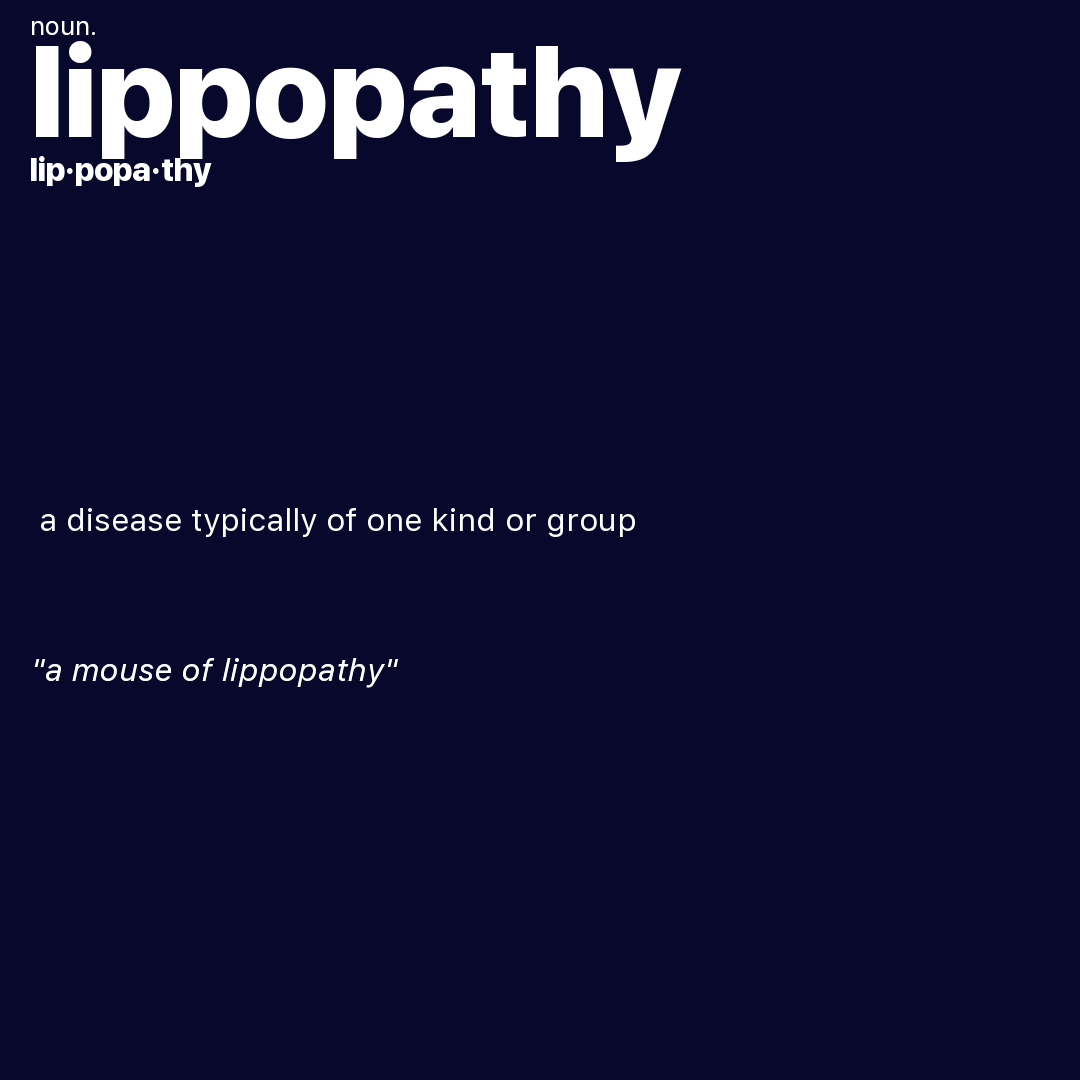 noun.
lippopathy
lip·popa·thy
a disease typically of one kind or group
"a mouse of lippopathy"